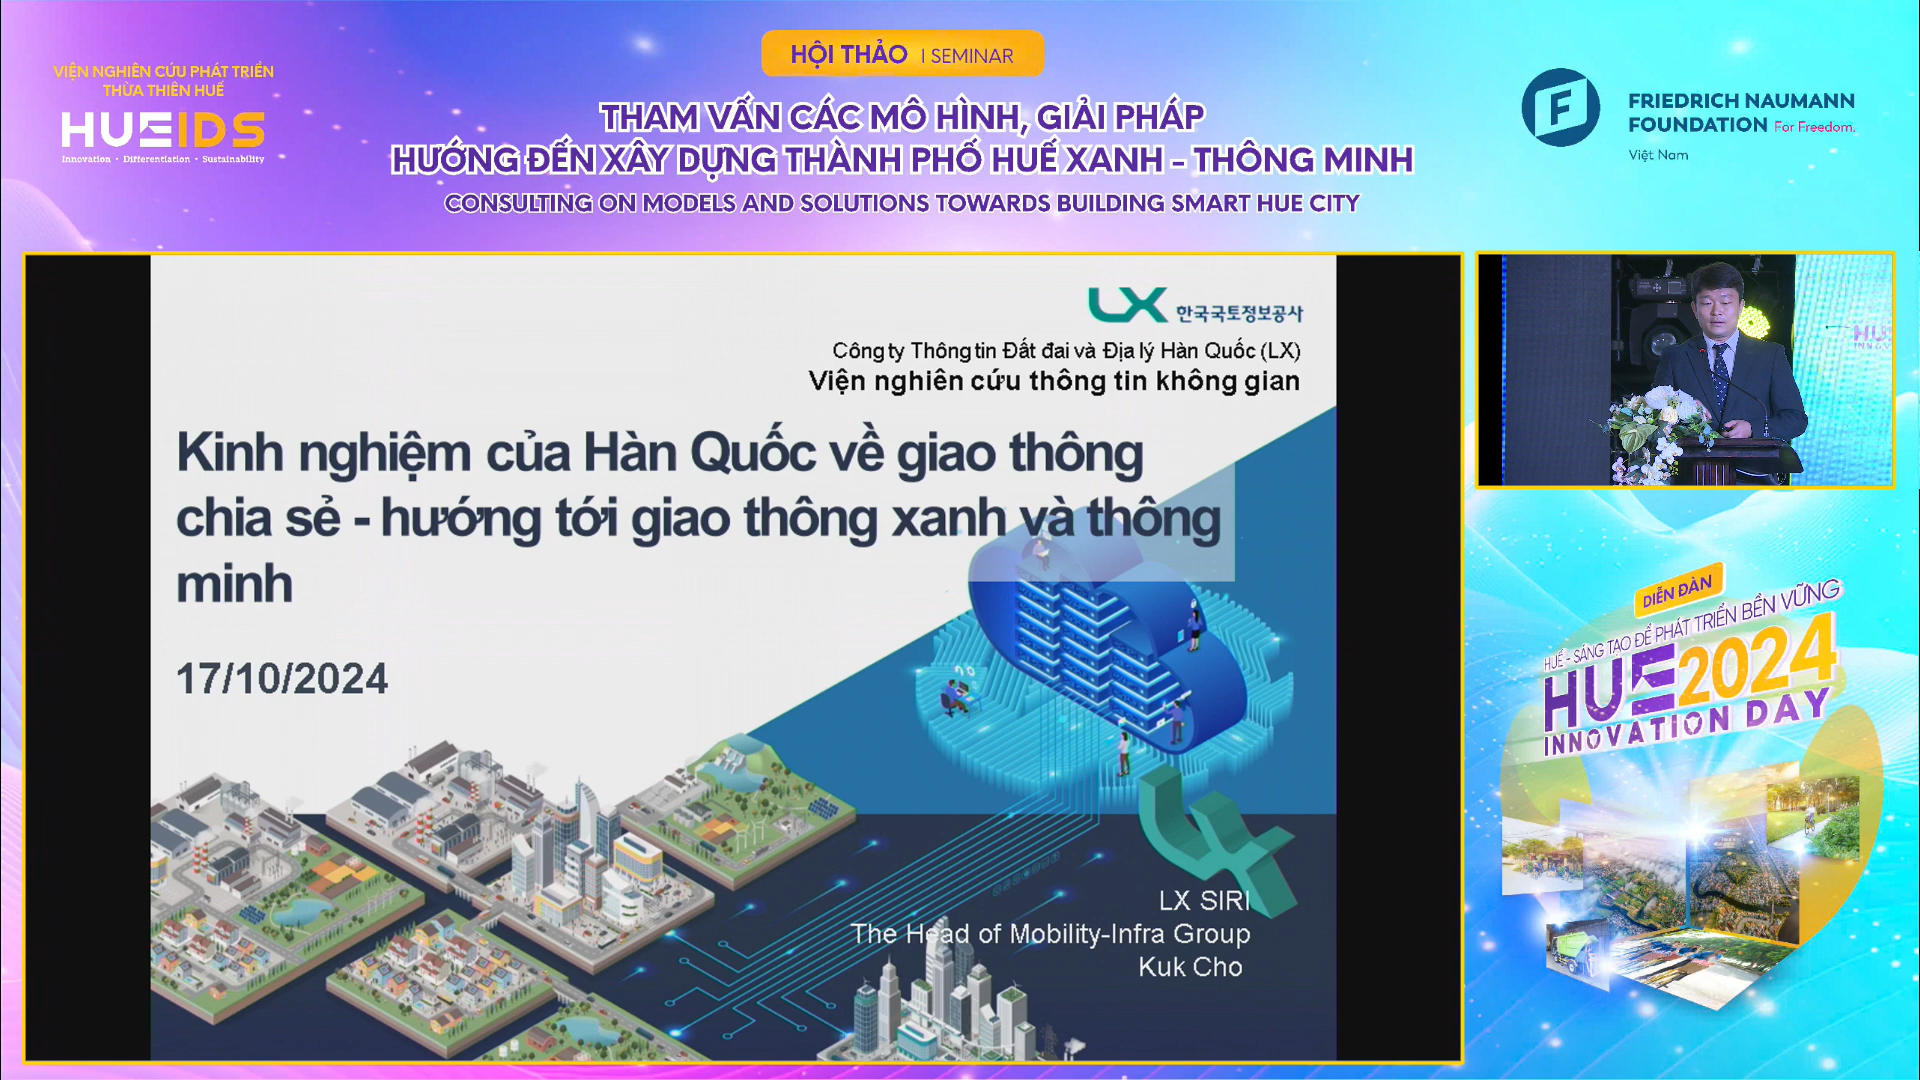 VIỆN NGHIÊN CỨU PHÁT TRIỂN
THỪA THIÊN HUẾ
HUEIDS
Innovation • Differentiation • Sustainability
HỘI THẢO | SEMINAR
THAM VẤN CÁC MÔ HÌNH, GIẢI PHÁP
HƯỚNG ĐẾN XÂY DỰNG THÀNH PHỐ HUẾ XANH - THÔNG MINH
CONSULTING ON MODELS AND SOLUTIONS TOWARDS BUILDING SMART HUE CITY
F
FRIEDRICH NAUMANN
FOUNDATION For Freedom.
Việt Nam
LX 한국국토정보공사
Công ty Thông tin Đất đai và Địa lý Hàn Quốc (LX)
Viện nghiên cứu thông tin không gian
Kinh nghiệm của Hàn Quốc về giao thông
chia sẻ - hướng tới giao thông xanh và thông
minh
17/10/2024
LX
LX SIRI
The Head of Mobility-Infra Group
Kuk Cho
HUE
INNOV
DIỄN ĐÀN
HUẾ - SÁNG TẠO ĐỂ PHÁT TRIỂN BỀN VỮNG
HUE 2024
INNOVATION DAY